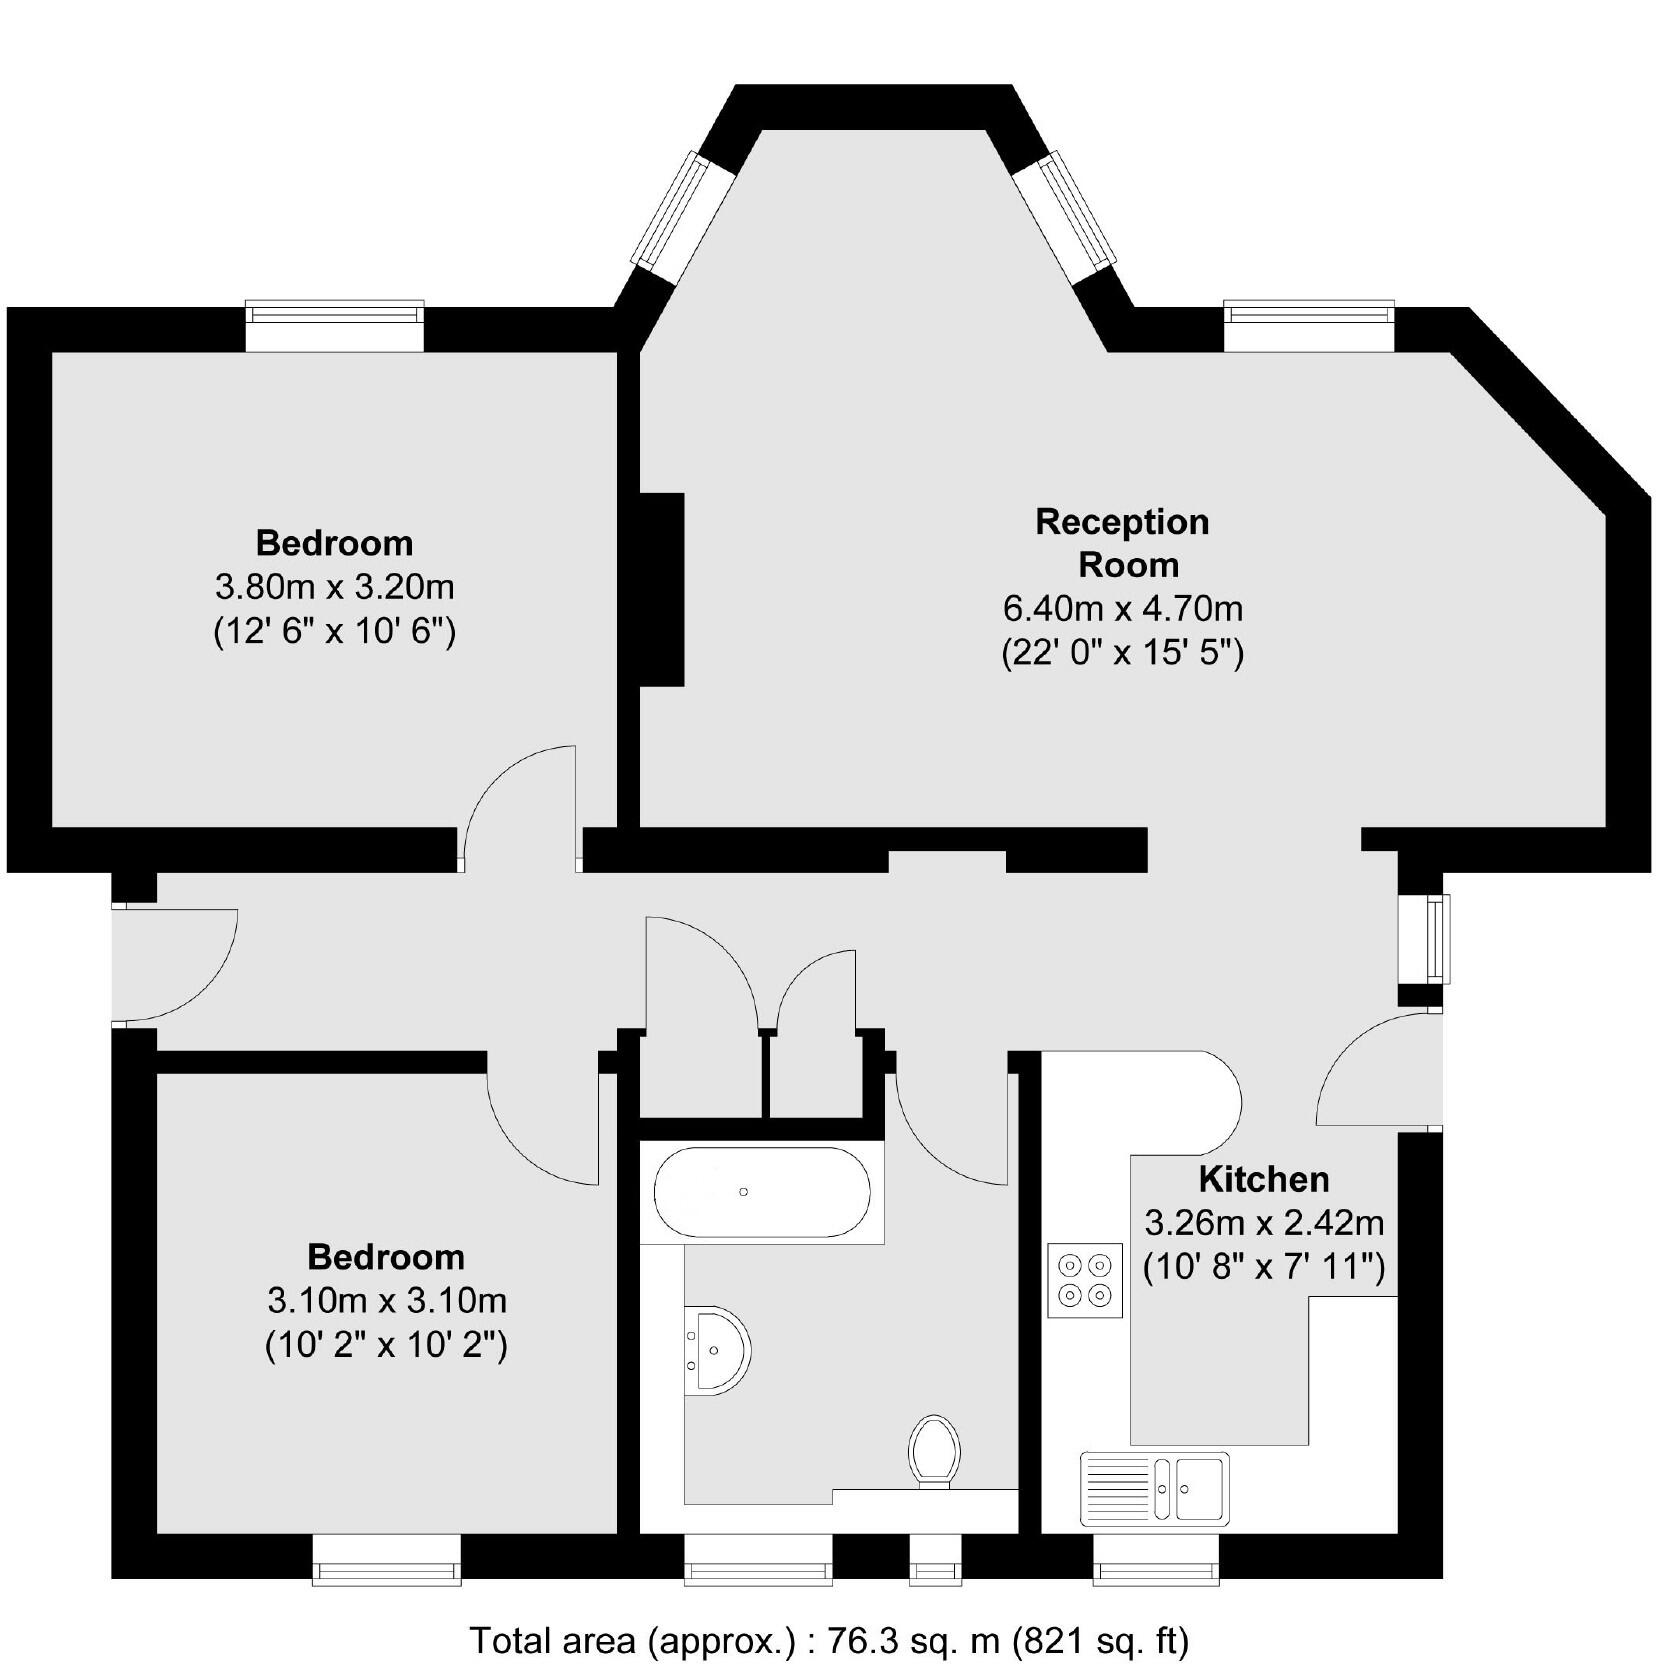 Bedroom
3.80m x 3.20m
(12' 6" x 10' 6")
Reception
Room
6.40m x 4.70m
(22' 0" x 15' 5")
Bedroom
3.10m x 3.10m
(10' 2" x 10' 2")
Kitchen
3.26m x 2.42m
(10' 8" x 7' 11")
Total area (approx.) : 76.3 sq. m (821 sq. ft)